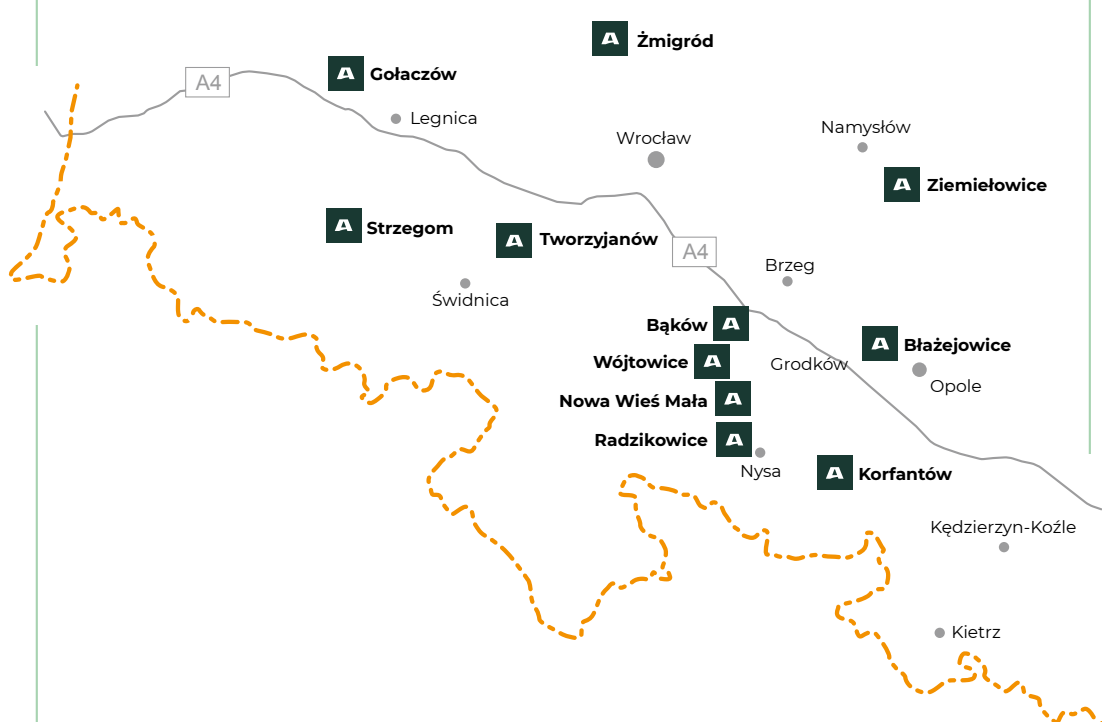 Żmigród
A4
Gołaczów
Legnica
Namysłów
Wrocław
Ziemiełowice
Strzegom
Tworzyjanów
A4
Brzeg
Świdnica
Bąków
Błażejowice
Wójtowice
Grodków
Opole
Nowa Wieś Mała
Radzikowice
Nysa
Korfantów
Kędzierzyn-Koźle
Kietrz